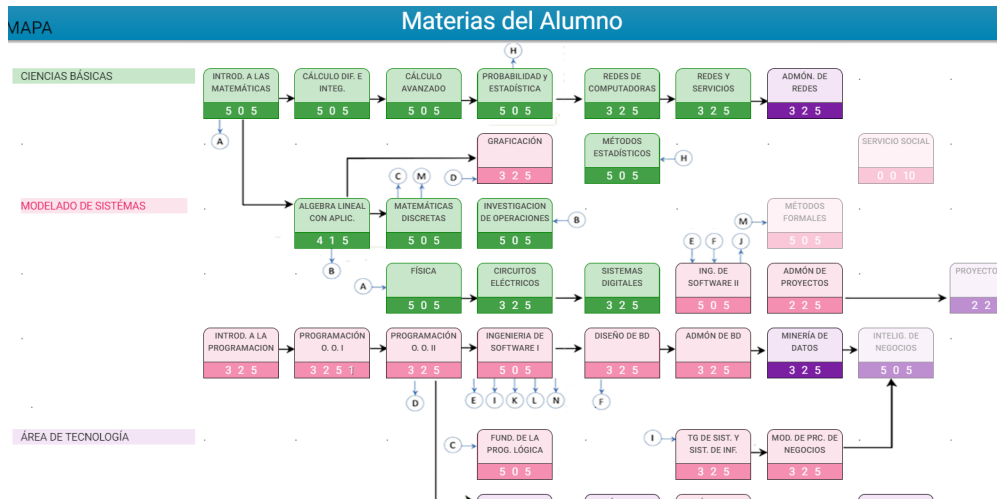 MAPA
Materias del Alumno
H
CIENCIAS BÁSICAS
INTROD. A LAS
MATEMÁTICAS
5 0 5
CÁLCULO DIF. E
INTEG.
5 0 5
CÁLCULO
AVANZADO
5 0 5
PROBABILIDAD y
ESTADÍSTICA
5 0 5
REDES DE
COMPUTADORAS
3 2 5
REDES Y
SERVICIOS
3 2 5
ADMÓN. DE
REDES
3 2 5
A
GRAFICACIÓN
3 2 5
D
MÉTODOS
ESTADÍSTICOS
5 0 5
H
SERVICIO SOCIAL
0 0 10
C
M
MODELADO DE SISTÉMAS
ALGEBRA LINEAL
CON APLIC.
4 1 5
MATEMÁTICAS
DISCRETAS
5 0 5
INVESTIGACION
DE OPERACIONES
5 0 5
B
MÉTODOS
FORMALES
5 0 5
M
E
F
J
B
A
FÍSICA
5 0 5
CIRCUITOS
ELÉCTRICOS
3 2 5
SISTEMAS
DIGITALES
3 2 5
ING. DE
SOFTWARE II
5 0 5
ADMÓN DE
PROYECTOS
2 2 5
PROYECTO
2 2
INTROD. A LA
PROGRAMACION
3 2 5
PROGRAMACIÓN
O. O. I
3 2 5 1
PROGRAMACIÓN
O. O. II
3 2 5
INGENIERIA DE
SOFTWARE I
5 0 5
DISEÑO DE BD
3 2 5
ADMÓN DE BD
3 2 5
MINERÍA DE
DATOS
3 2 5
INTELIG. DE
NEGOCIOS
5 0 5
D
E
I
K
L
N
F
ÁREA DE TECNOLOGÍA
C
FUND. DE LA
PROG. LÓGICA
5 0 5
I
TG DE SIST. Y
SIST. DE INF.
3 2 5
MOD. DE PRC. DE
NEGOCIOS
3 2 5